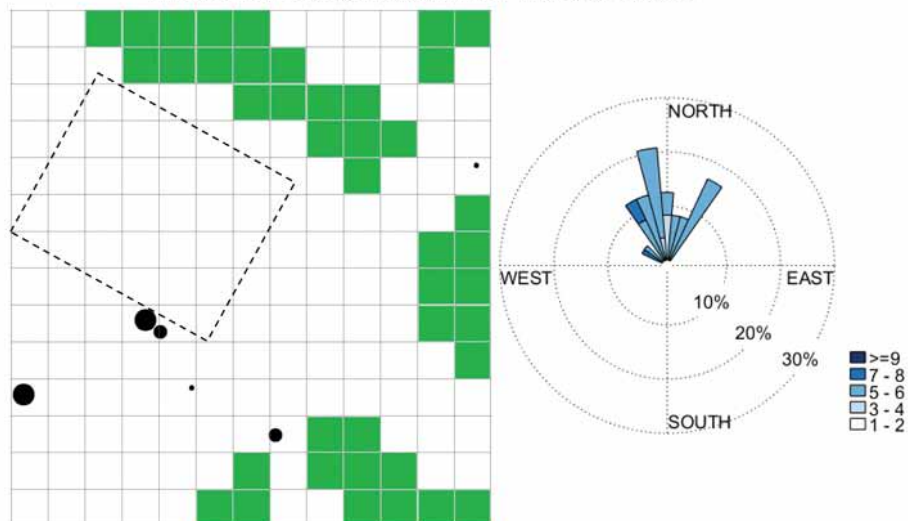 NORTH
WEST
EAST
10%
20%
30%
SOUTH
>=9
7 - 8
5 - 6
3 - 4
1 - 2